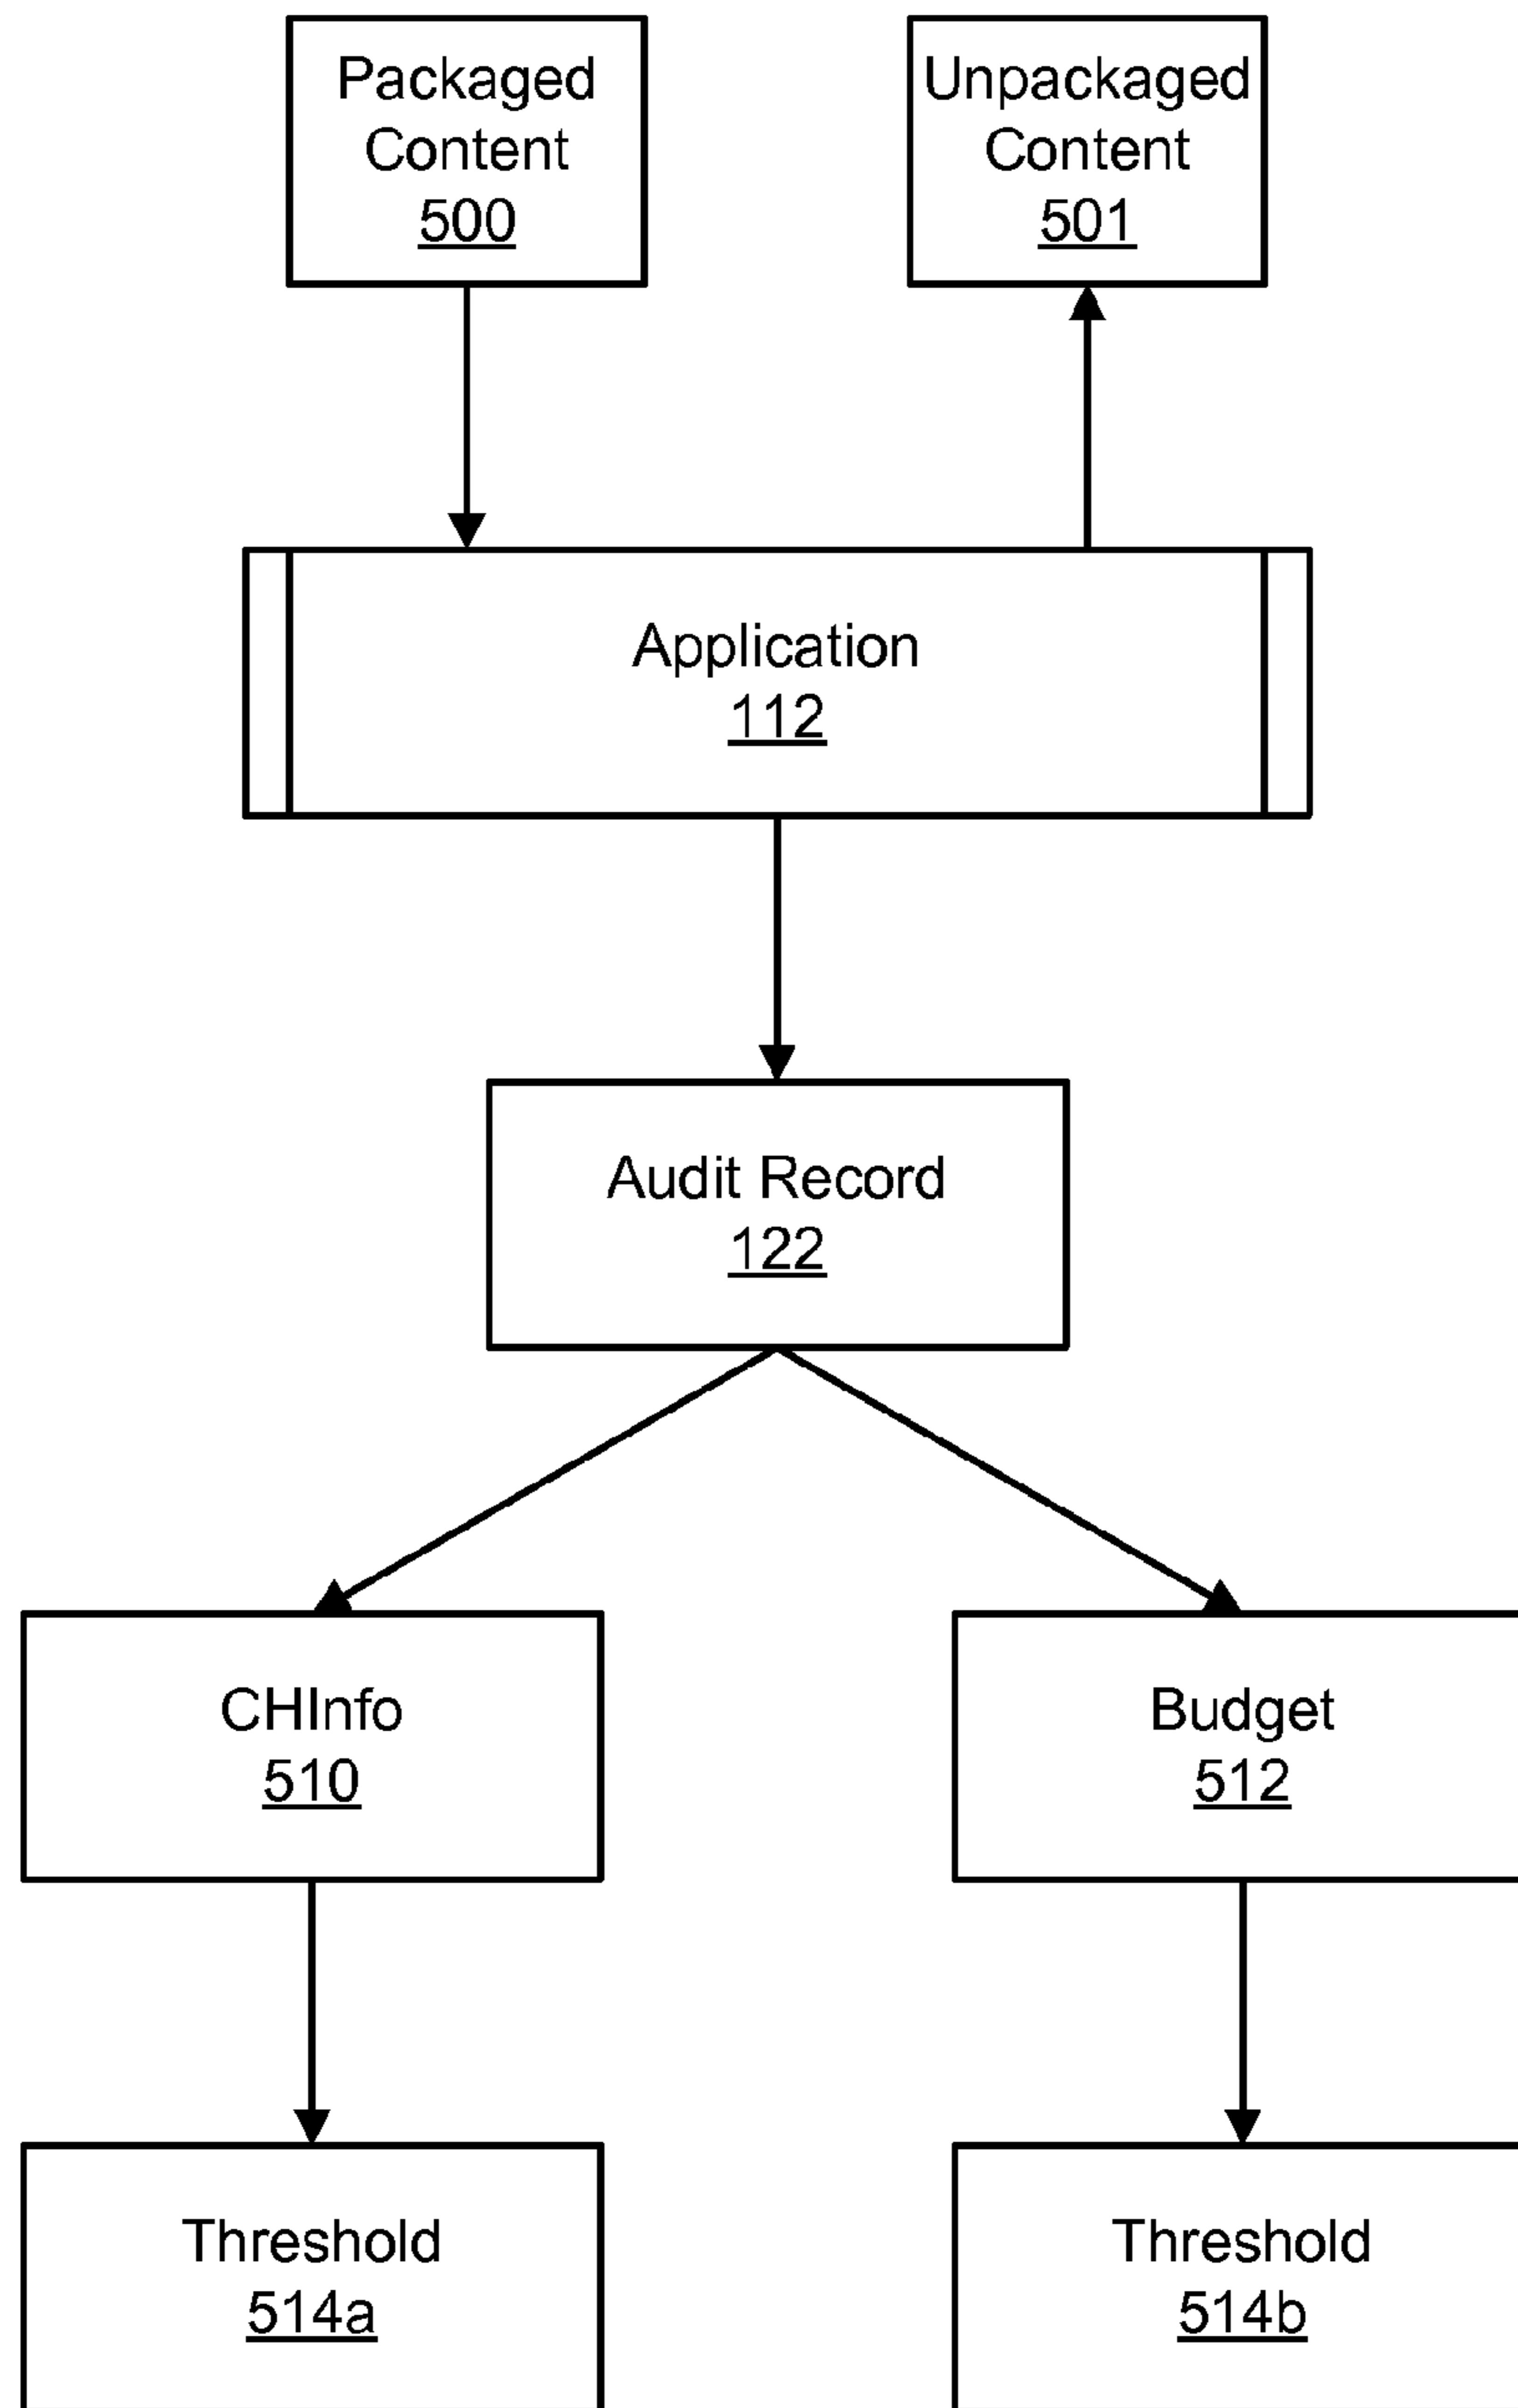 Packaged
Content
500
Unpackaged
Content
501
Application
112
Audit Record
122
CHInfo
510
Budget
512
Threshold
514a
Threshold
514b